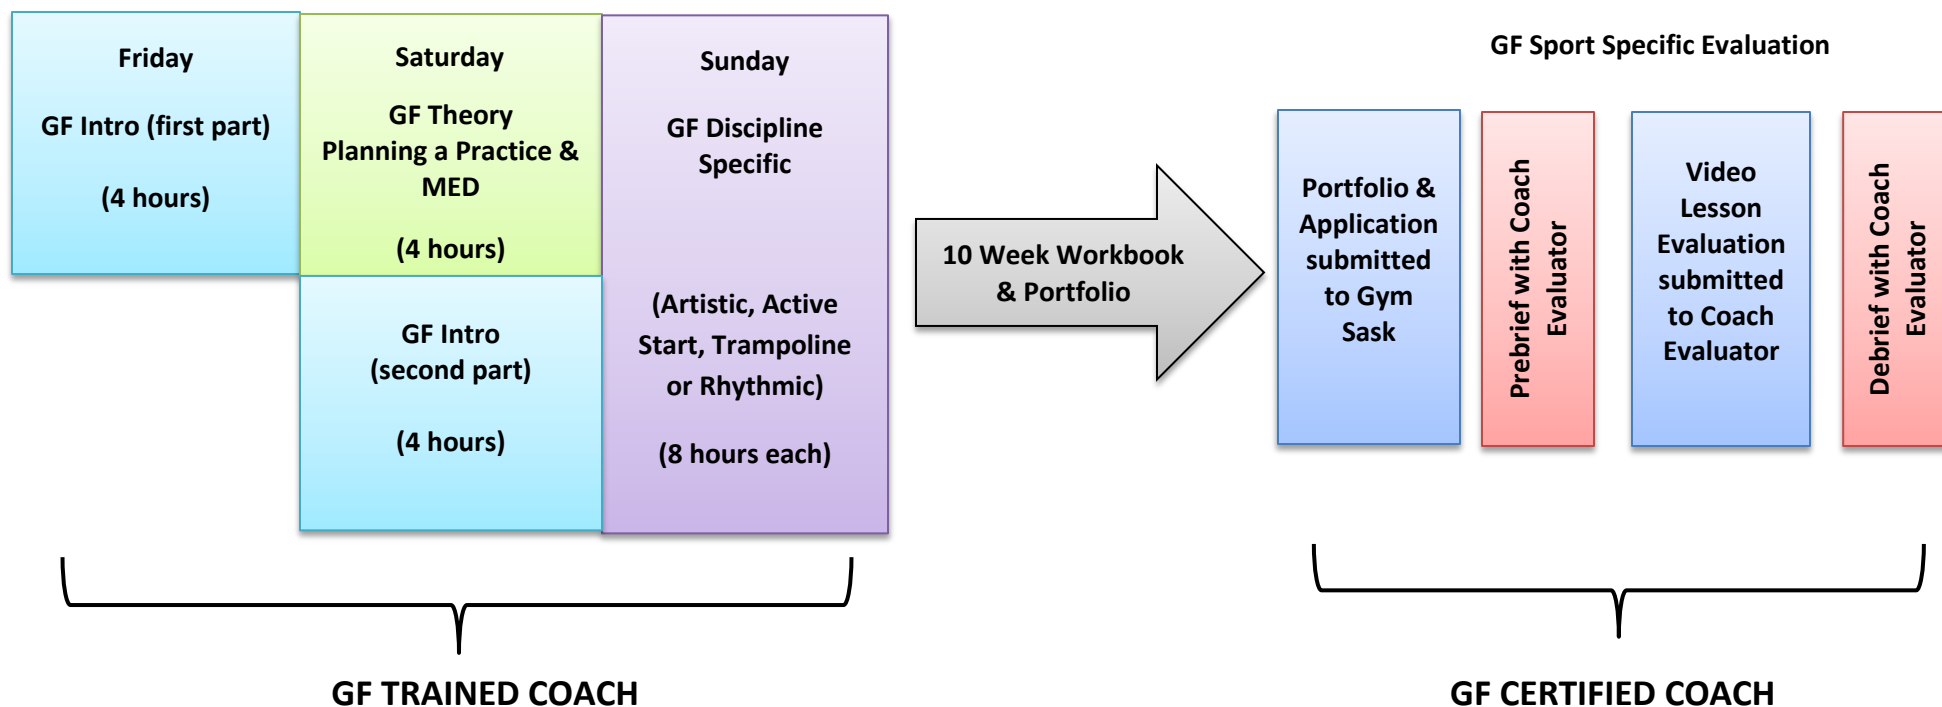 Friday
GF Intro (first part)
(4 hours)
Saturday
GF Theory
Planning a Practice &
MED
(4 hours)
GF Intro
(second part)
(4 hours)
Sunday
GF Discipline
Specific
(Artistic, Active
Start, Trampoline
or Rhythmic)
(8 hours each)
GF TRAINED COACH
10 Week Workbook
& Portfolio
GF Sport Specific Evaluation
Portfolio &
Application
submitted
to Gym
Sask
Prebrief with Coach
Evaluator
Video
Lesson
Evaluation
submitted
to Coach
Evaluator
Debrief with Coach
Evaluator
GF CERTIFIED COACH